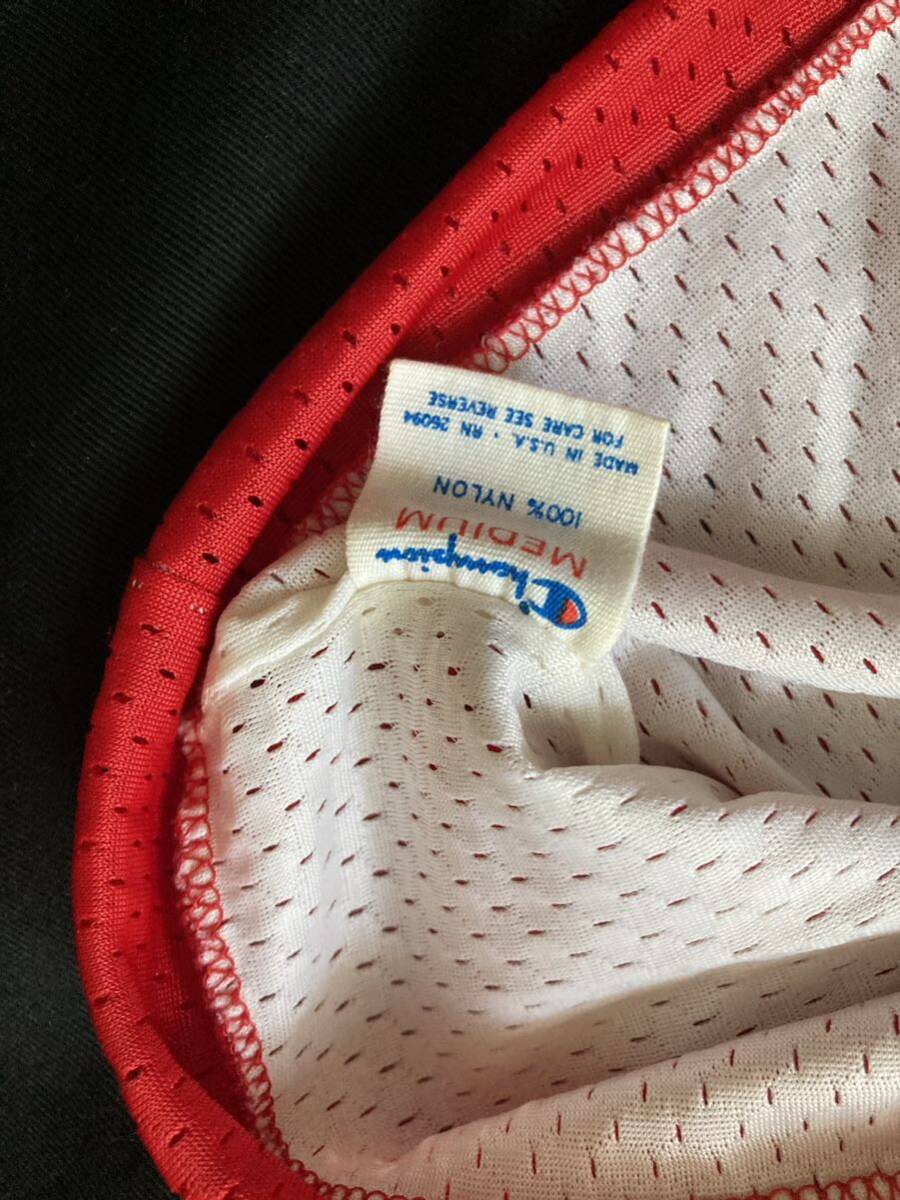 Champion
MEDIUM
100% NYLON
MADE IN U.S.A. • RN 26094
FOR CARE SEE REVERSE